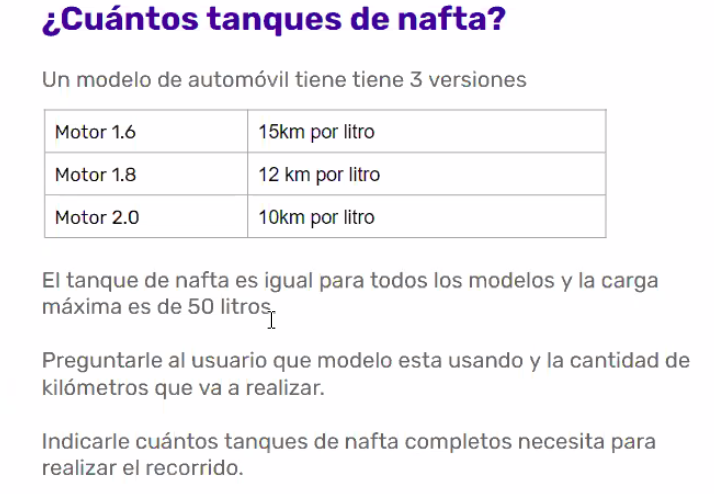 ¿Cuántos tanques de nafta?
Un modelo de automóvil tiene tiene 3 versiones
Motor 1.6 15km por litro
Motor 1.8 12 km por litro
Motor 2.0 10km por litro
El tanque de nafta es igual para todos los modelos y la carga
máxima es de 50 litros.
Preguntarle al usuario que modelo esta usando y la cantidad de
kilómetros que va a realizar.
Indicarle cuántos tanques de nafta completos necesita para
realizar el recorrido.